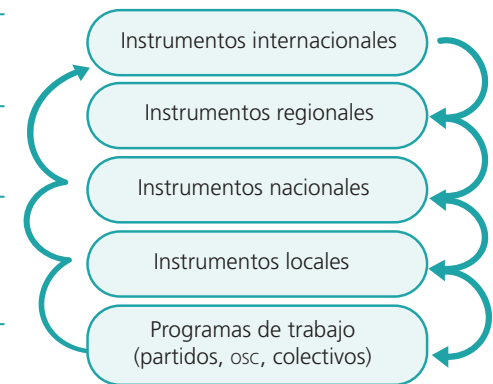 Instrumentos internacionales
Instrumentos regionales
Instrumentos nacionales
Instrumentos locales
Programas de trabajo
(partidos, osc, colectivos)